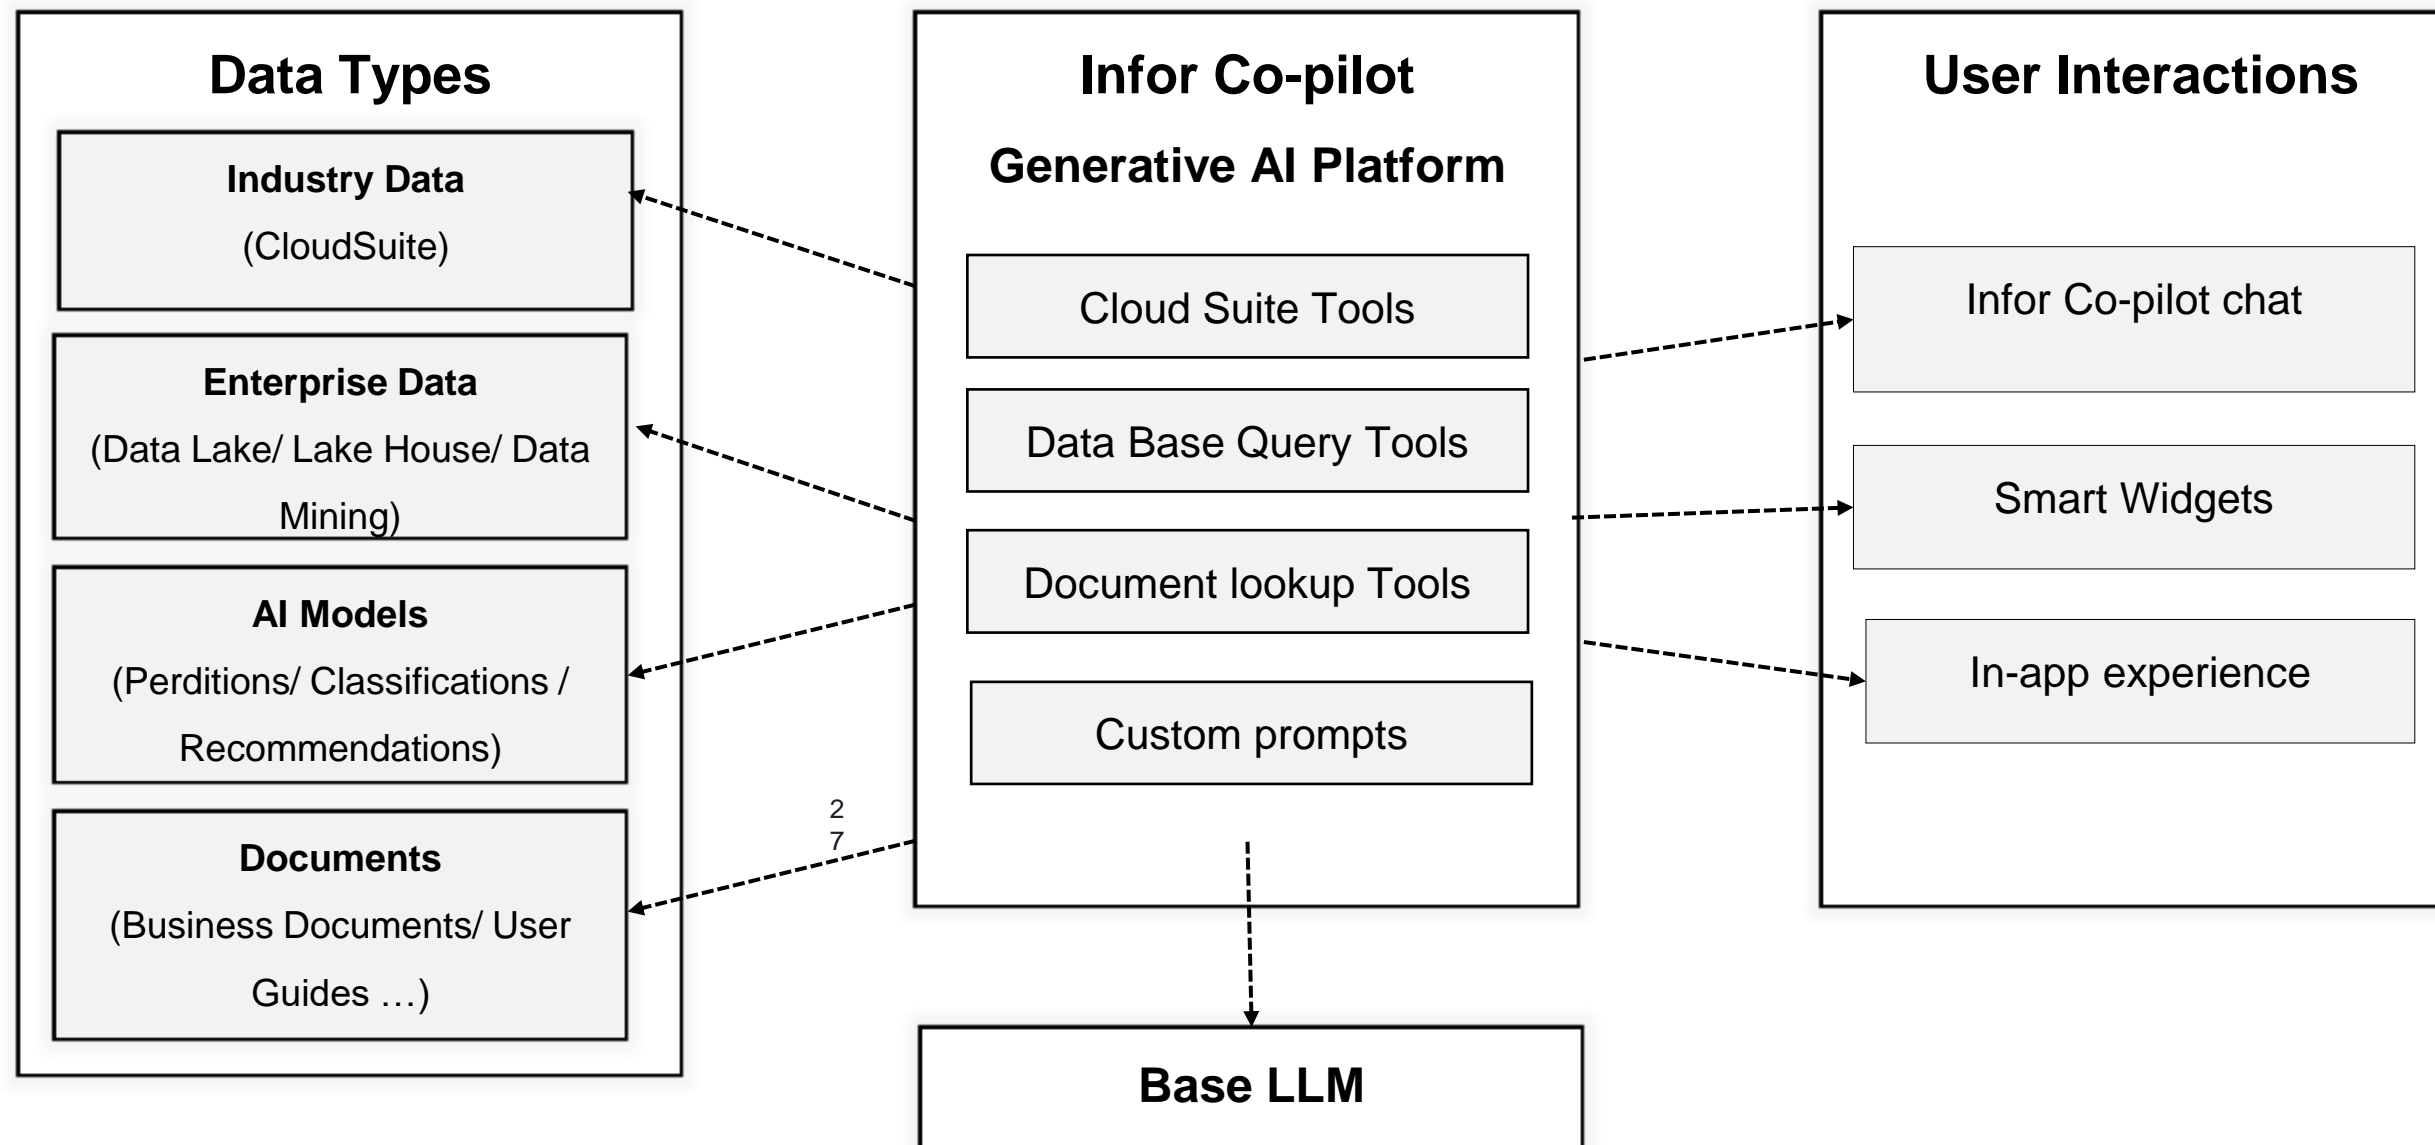 Data Types
Industry Data
(CloudSuite)
Enterprise Data
(Data Lake/ Lake House/ Data
Mining)
AI Models
(Perditions/ Classifications /
Recommendations)
Documents
(Business Documents/ User
Guides …)
2
7
Infor Co-pilot
Generative AI Platform
Cloud Suite Tools
Data Base Query Tools
Document lookup Tools
Custom prompts
Base LLM
User Interactions
Infor Co-pilot chat
Smart Widgets
In-app experience